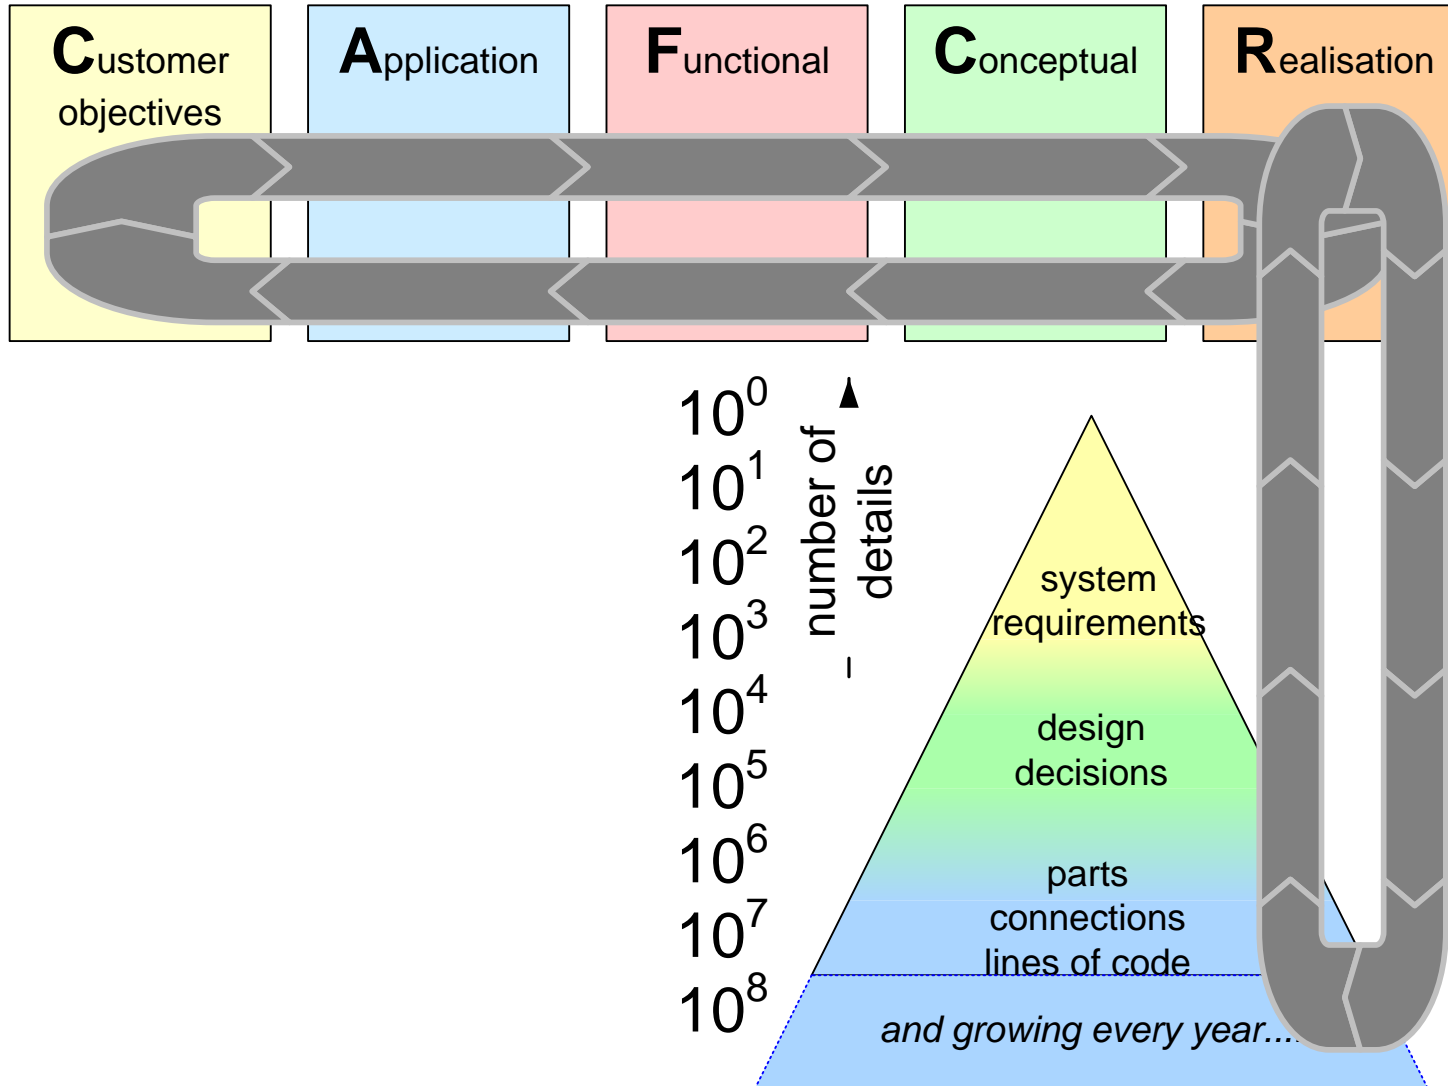 Customer
objectives
Application
Functional
Conceptual
Realisation
10^0
10^1
10^2
10^3
10^4
10^5
10^6
10^7
10^8
number of
details
system
requirements
design
decisions
parts
connections
lines of code
and growing every year....